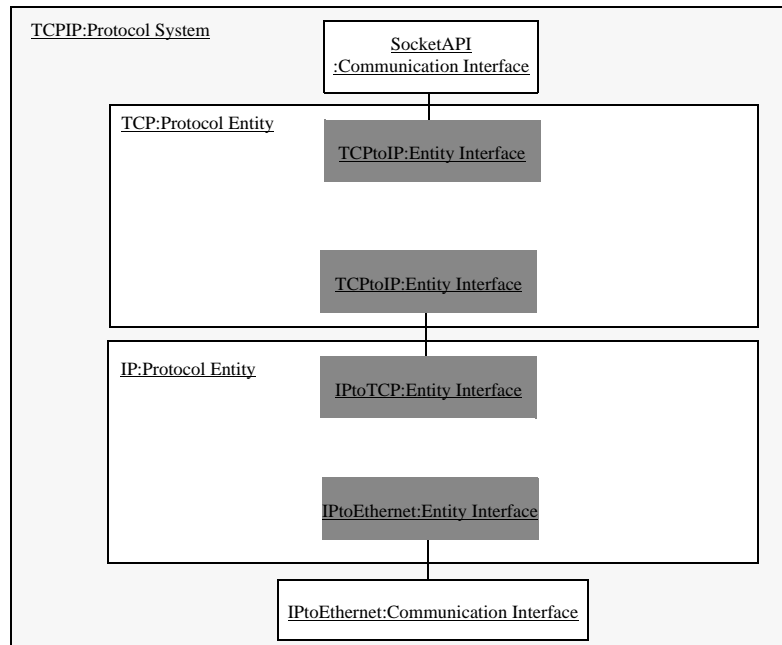 TCPIP:Protocol System
SocketAPI
:Communication Interface
TCP:Protocol Entity
TCPtoIP:Entity Interface
TCPtoIP:Entity Interface
IP:Protocol Entity
IPtoTCP:Entity Interface
IPtoEthernet:Entity Interface
IPtoEthernet:Communication Interface